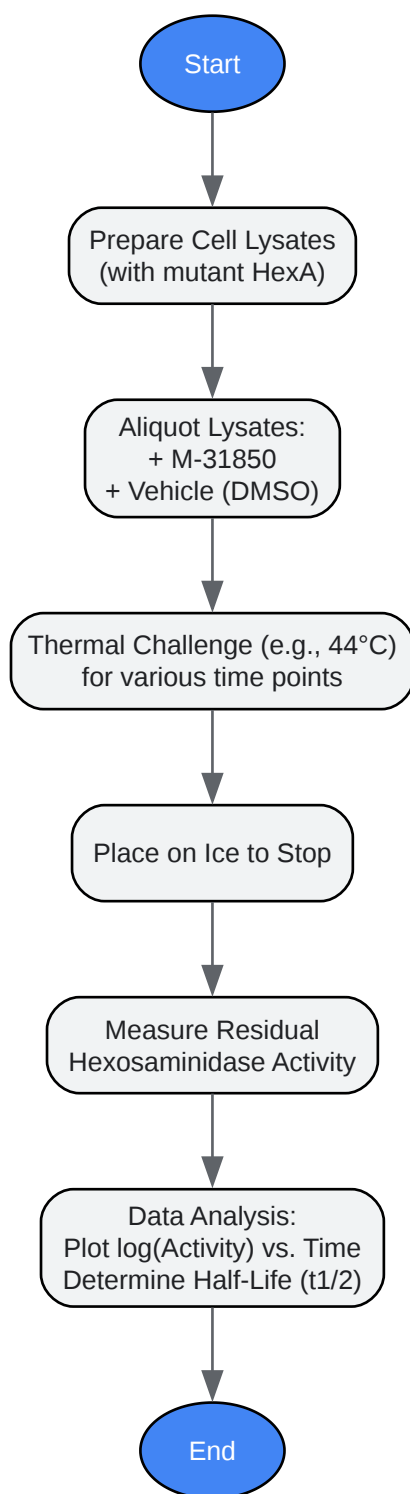 Start
Prepare Cell Lysates
(with mutant HexA)
Aliquot Lysates:
+ M-31850
+ Vehicle (DMSO)
Thermal Challenge (e.g., 44°C)
for various time points
Place on Ice to Stop
Measure Residual
Hexosaminidase Activity
Data Analysis:
Plot log(Activity) vs. Time
Determine Half-Life (t1/2)
End